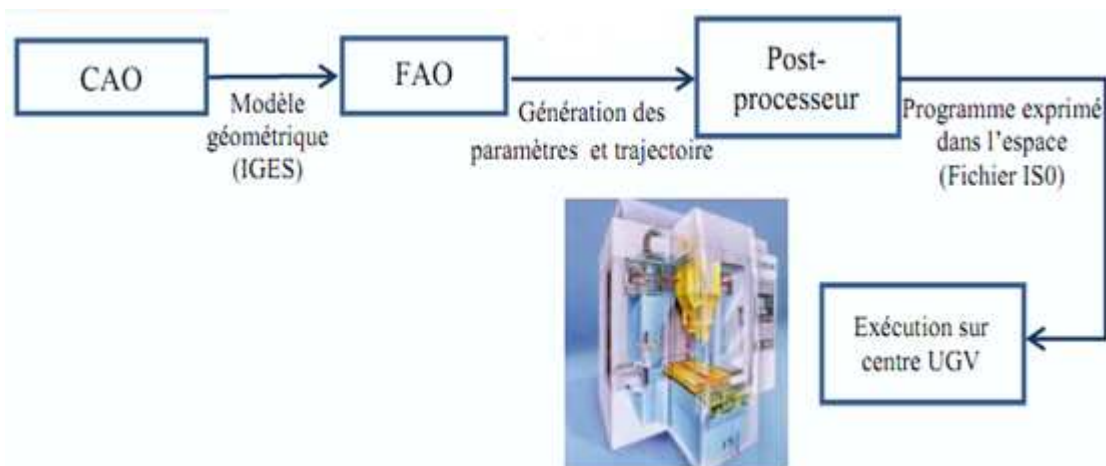 CAO
Modèle
géométrique
(IGES)
FAO
Génération des
paramètres et trajectoire
Post-
processeur
Programme exprimé
dans l'espace
(Fichier IS0)
Exécution sur
centre UGV